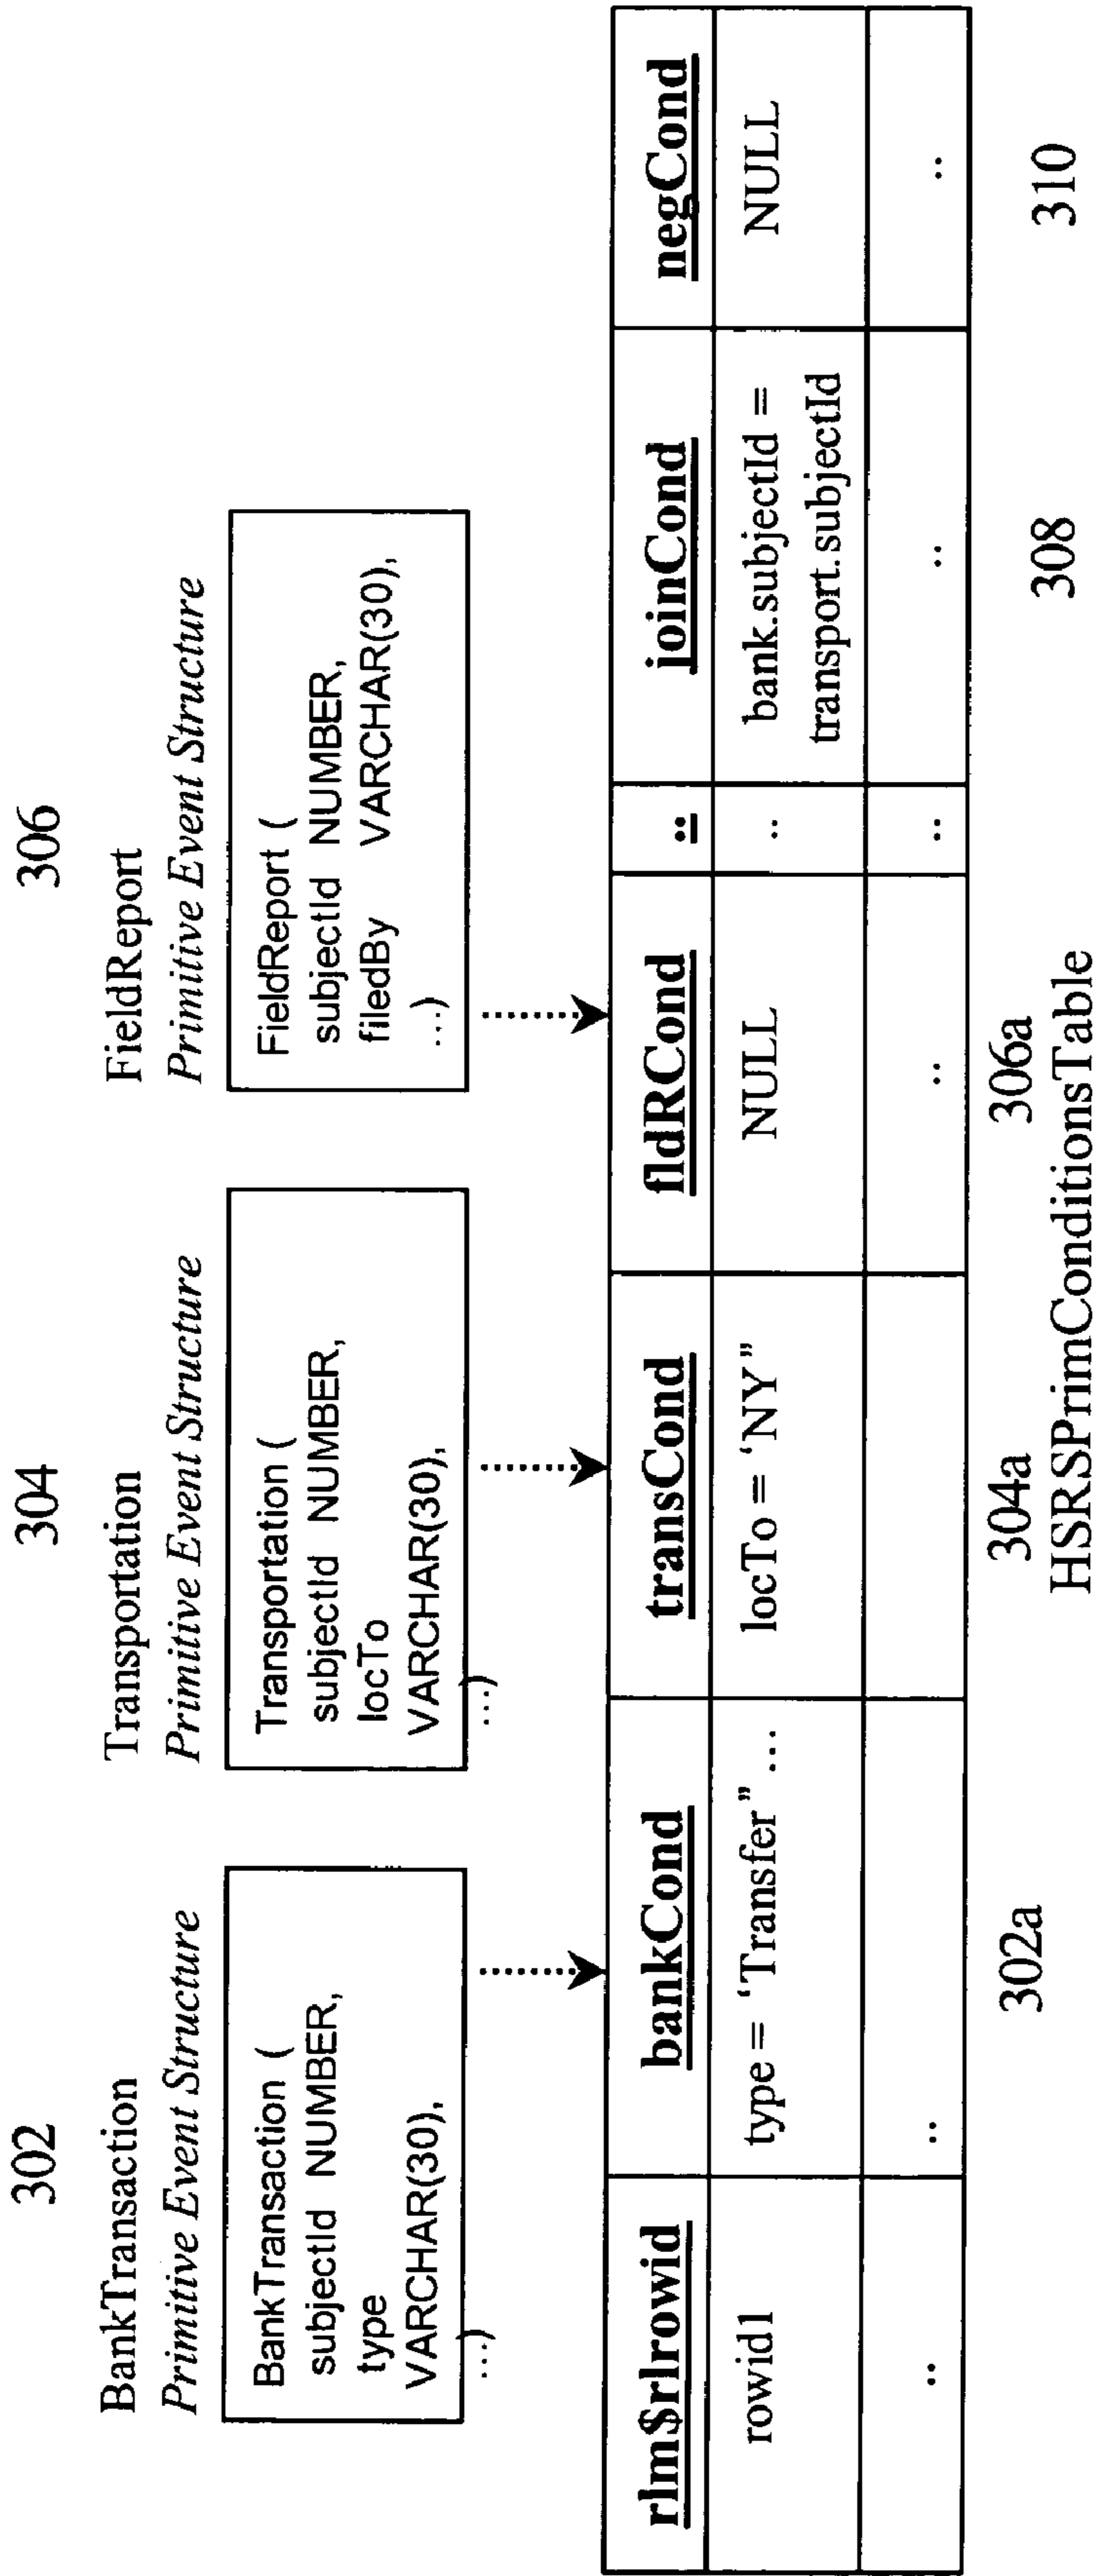 302
304
306
BankTransaction
Primitive Event Structure
Transportation
Primitive Event Structure
FieldReport
Primitive Event Structure
BankTransaction (
subjectId NUMBER,
type
VARCHAR(30),
...)
Transportation (
subjectId NUMBER,
locTo
VARCHAR(30),
...)
FieldReport (
subjectId NUMBER,
filedBy VARCHAR(30),
...)
rlm$rlrowid bankCond transCond fldRCond .. joinCond negCond
rowid1 type = ‘Transfer” ... locTo = ‘NY” NULL .. bank.subjectId = NULL
transport.subjectId
.. .. .. .. .. ..
302a
304a
306a
308
310
HSRSPrimConditionsTable